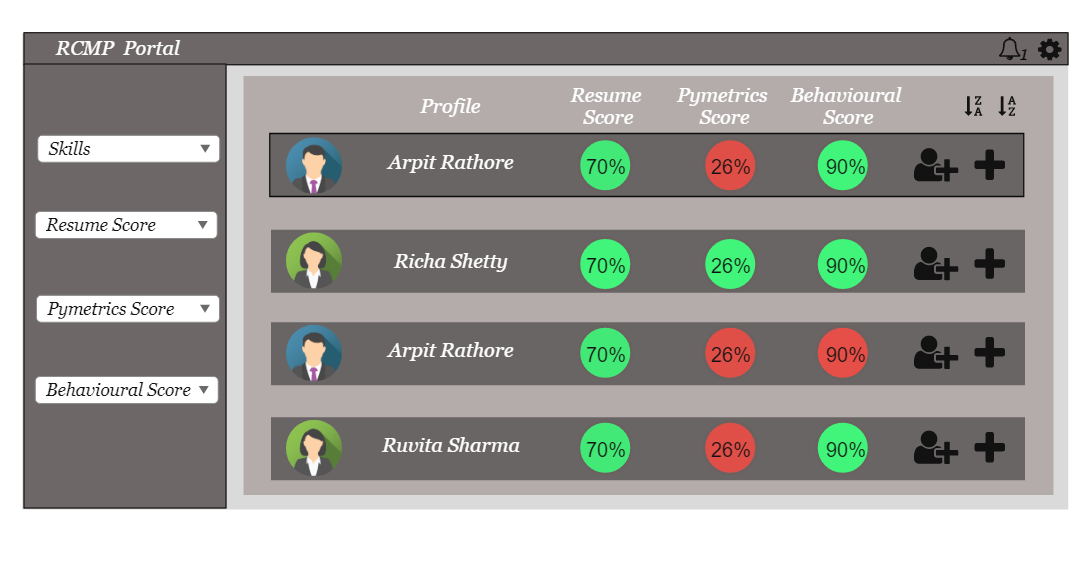 RCMP Portal
1
Skills
Resume Score
Pymetrics Score
Behavioural Score
Profile
Resume
Score
Pymetrics
Score
Behavioural
Score
Z
A
A
Z
Arpit Rathore 70% 26% 90%
Richa Shetty 70% 26% 90%
Arpit Rathore 70% 26% 90%
Ruvita Sharma 70% 26% 90%